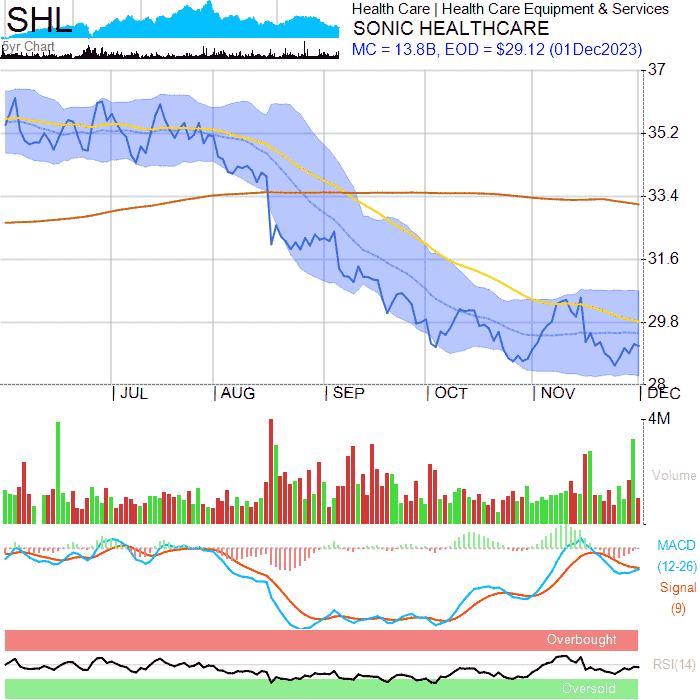 SHL
5yr Chart
Health Care | Health Care Equipment & Services
SONIC HEALTHCARE
MC = 13.8B, EOD = $29.12 (01Dec2023)
37
35.2
33.4
31.6
29.8
28
JUL AUG SEP OCT NOV DEC
4M
Volume
MACD
(12-26)
Signal
(9)
Overbought
RSI(14)
Oversold